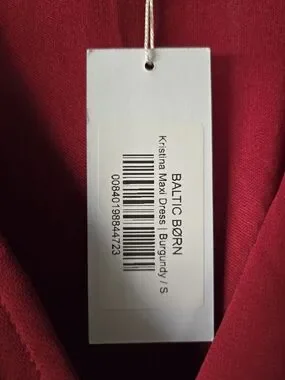 BALTIC BØRN
Kristina Maxi Dress | Burgundy / S
00840198844723